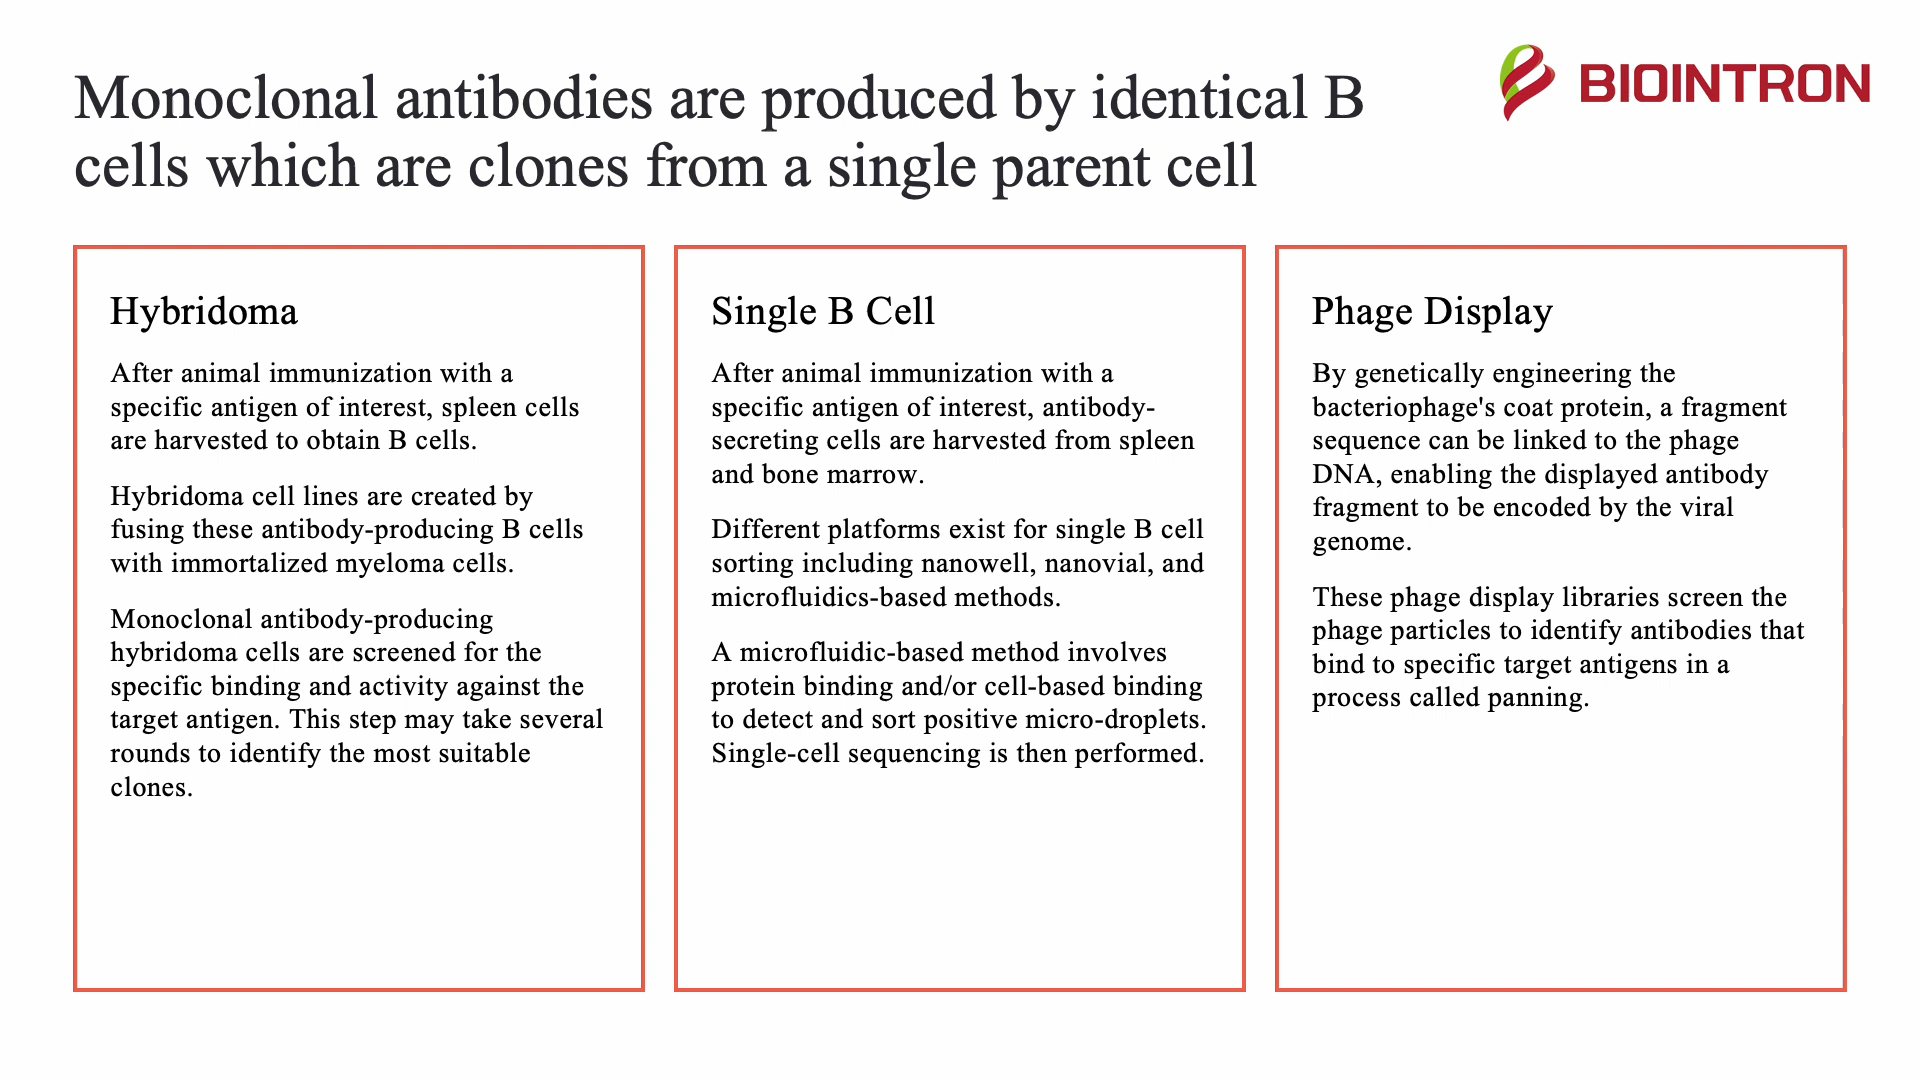 Monoclonal antibodies are produced by identical B
cells which are clones from a single parent cell
BIOINTRON
Hybridoma
After animal immunization with a
specific antigen of interest, spleen cells
are harvested to obtain B cells.
Hybridoma cell lines are created by
fusing these antibody-producing B cells
with immortalized myeloma cells.
Monoclonal antibody-producing
hybridoma cells are screened for the
specific binding and activity against the
target antigen. This step may take several
rounds to identify the most suitable
clones.
Single B Cell
After animal immunization with a
specific antigen of interest, antibody-
secreting cells are harvested from spleen
and bone marrow.
Different platforms exist for single B cell
sorting including nanowell, nanovial, and
microfluidics-based methods.
A microfluidic-based method involves
protein binding and/or cell-based binding
to detect and sort positive micro-droplets.
Single-cell sequencing is then performed.
Phage Display
By genetically engineering the
bacteriophage's coat protein, a fragment
sequence can be linked to the phage
DNA, enabling the displayed antibody
fragment to be encoded by the viral
genome.
These phage display libraries screen the
phage particles to identify antibodies that
bind to specific target antigens in a
process called panning.